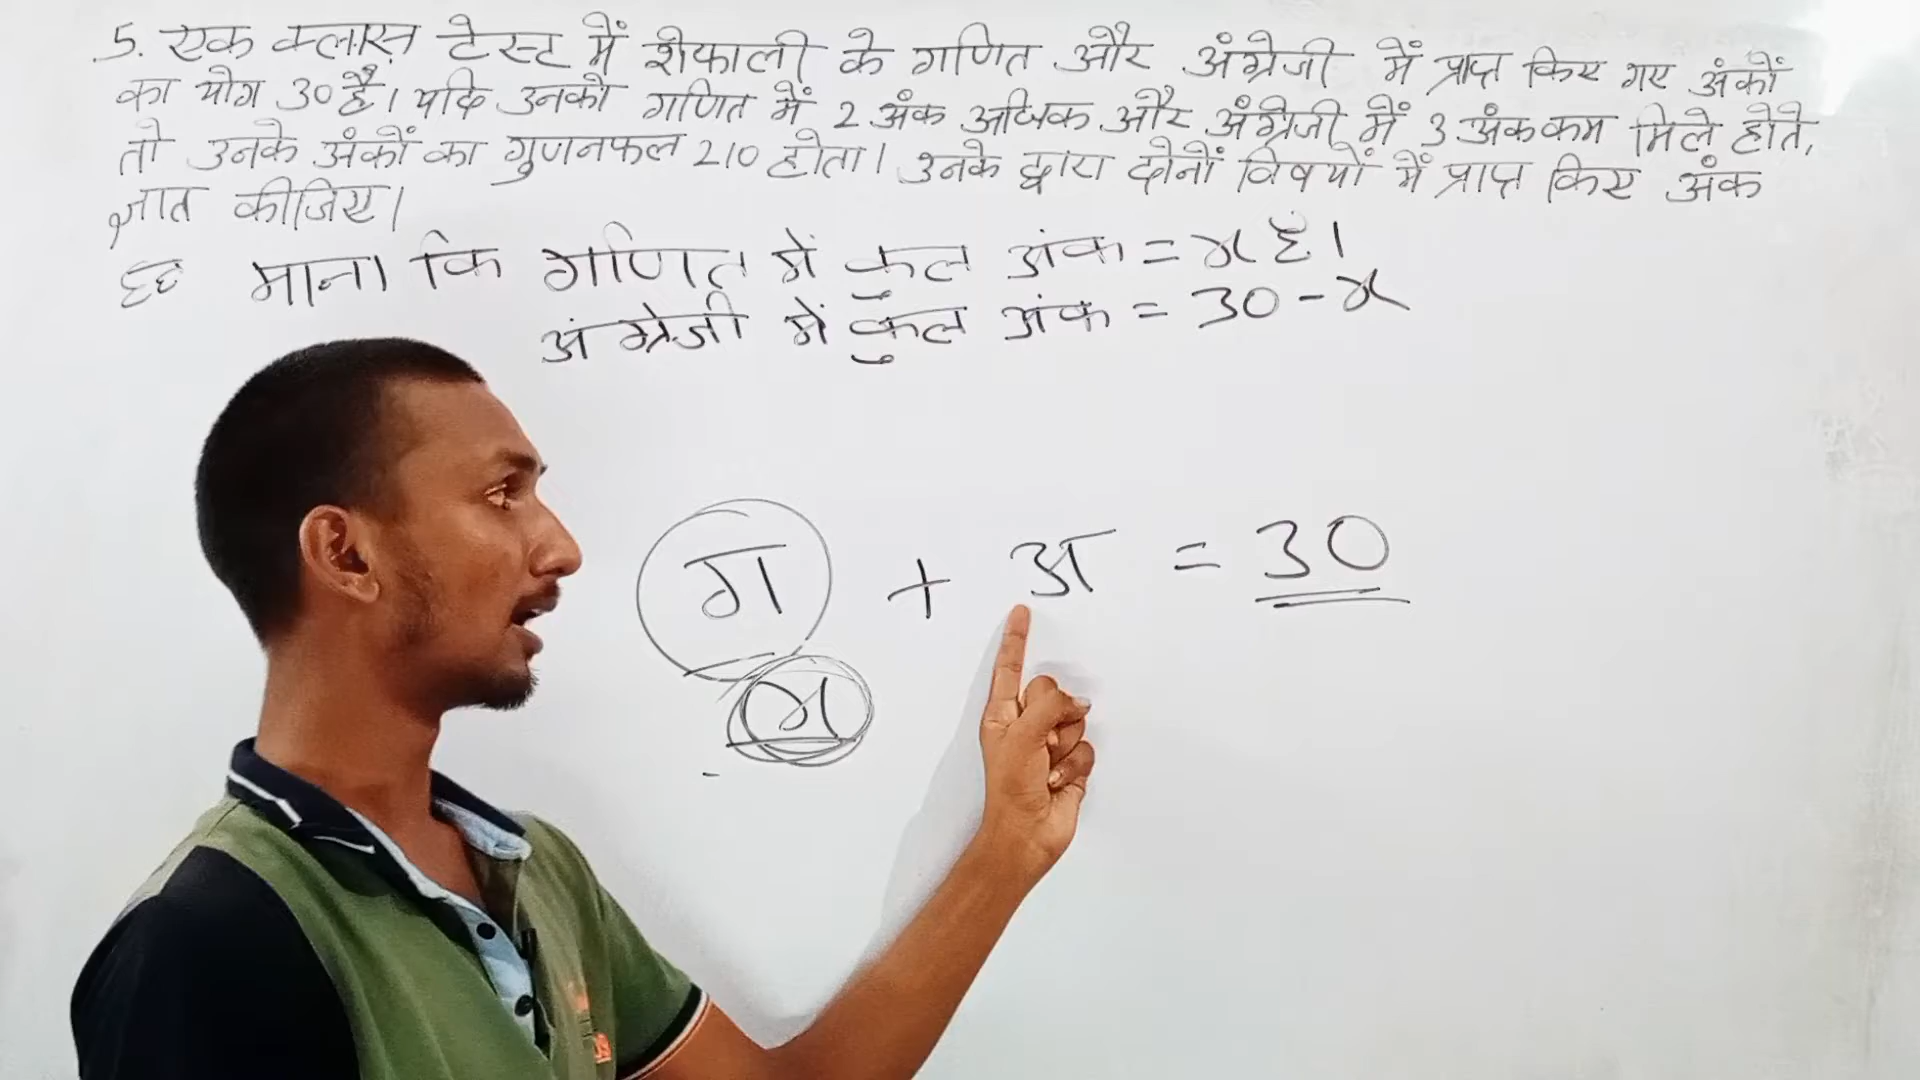 5. एक क्लास टेस्ट में शेफाली के गणित और अंग्रेजी में प्राप्त किए गए अंकों
का योग 30 है। यदि उनको गणित में 2 अंक अधिक और अंग्रेजी में 3 अंक कम मिले होते,
तो उनके अंकों का गुणनफल 210 होता। उनके द्वारा दोनों विषयों में प्राप्त किए अंक
ज्ञात कीजिए।
माना कि गणित में कुल अंक = x है।
अंग्रेजी में कुल अंक = 30 - x
ग + अ = 30
x